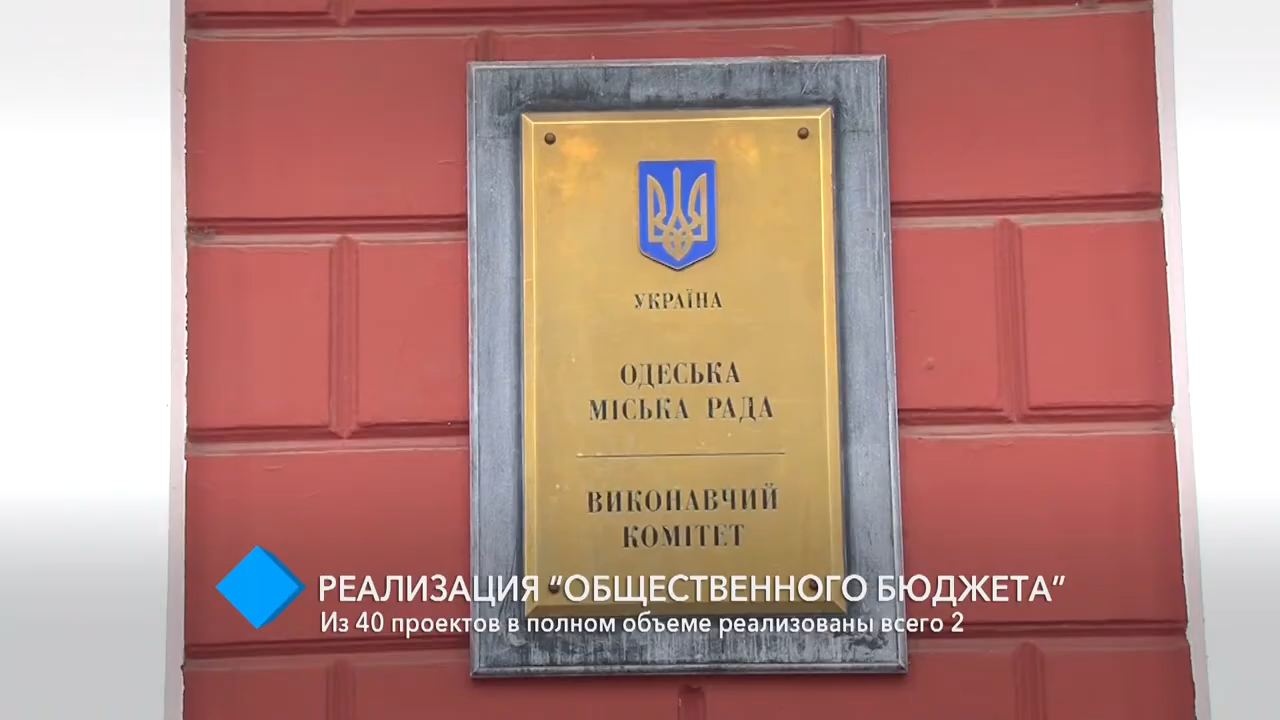 УКРАЇНА
ОДЕСЬКА
МІСЬКА РАДА
ВИКОНАВЧИЙ
КОМІТЕТ
РЕАЛИЗАЦИЯ “ОБЩЕСТВЕННОГО БЮДЖЕТА”
Из 40 проектов в полном объеме реализованы всего 2